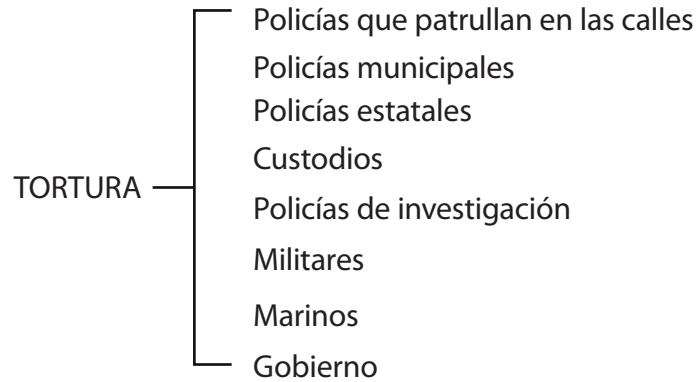 Policías que patrullan en las calles
Policías municipales
Policías estatales
Custodios
TORTURA
Policías de investigación
Militares
Marinos
Gobierno